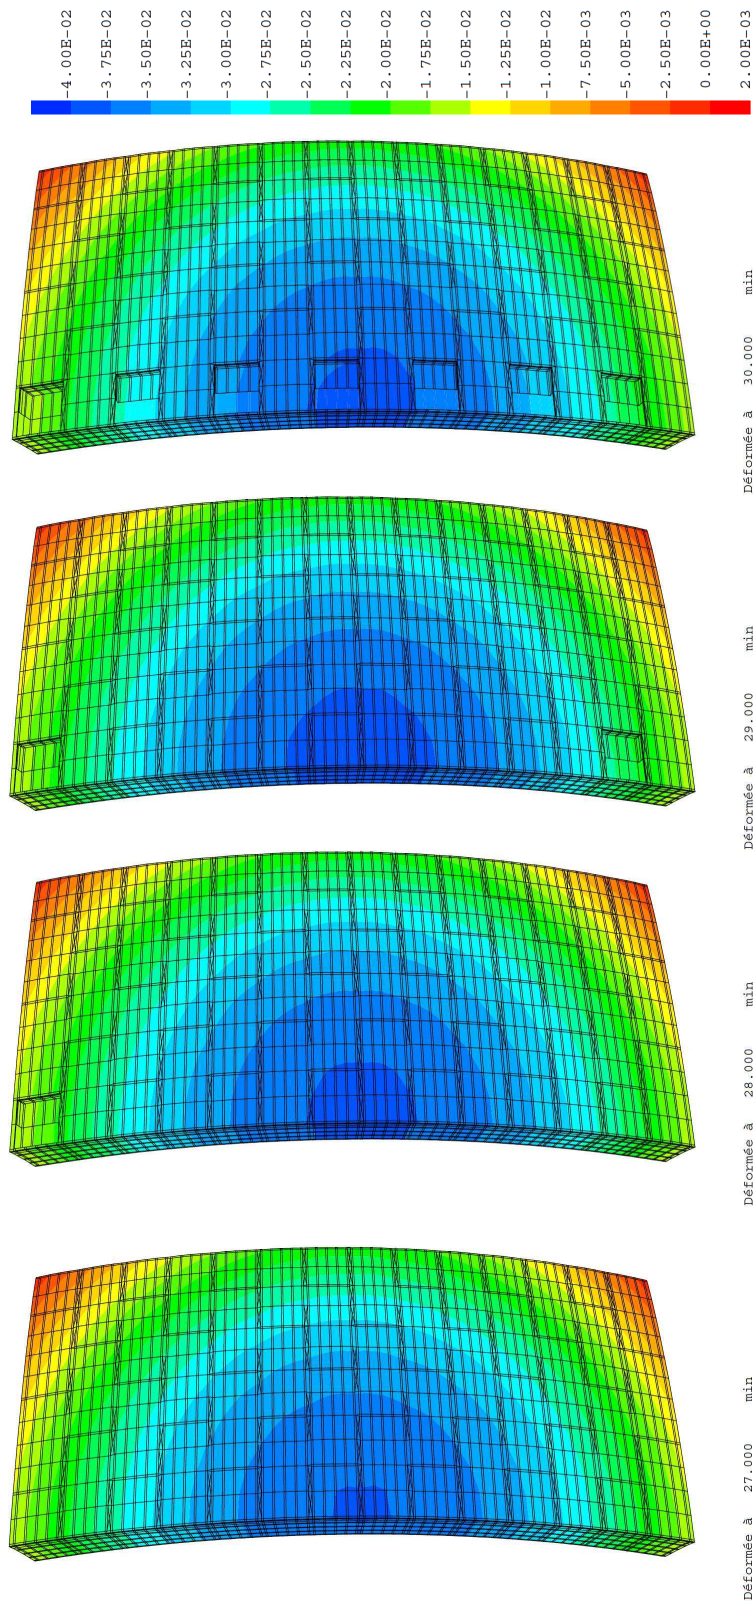 -4.00E-02
-3.75E-02
-3.50E-02
-3.25E-02
-3.00E-02
-2.75E-02
-2.50E-02
-2.25E-02
-2.00E-02
-1.75E-02
-1.50E-02
-1.25E-02
-1.00E-02
-7.50E-03
-5.00E-03
-2.50E-03
0.00E+00
2.00E-03
Déformée à 27.000 min
Déformée à 28.000 min
Déformée à 29.000 min
Déformée à 30.000 min